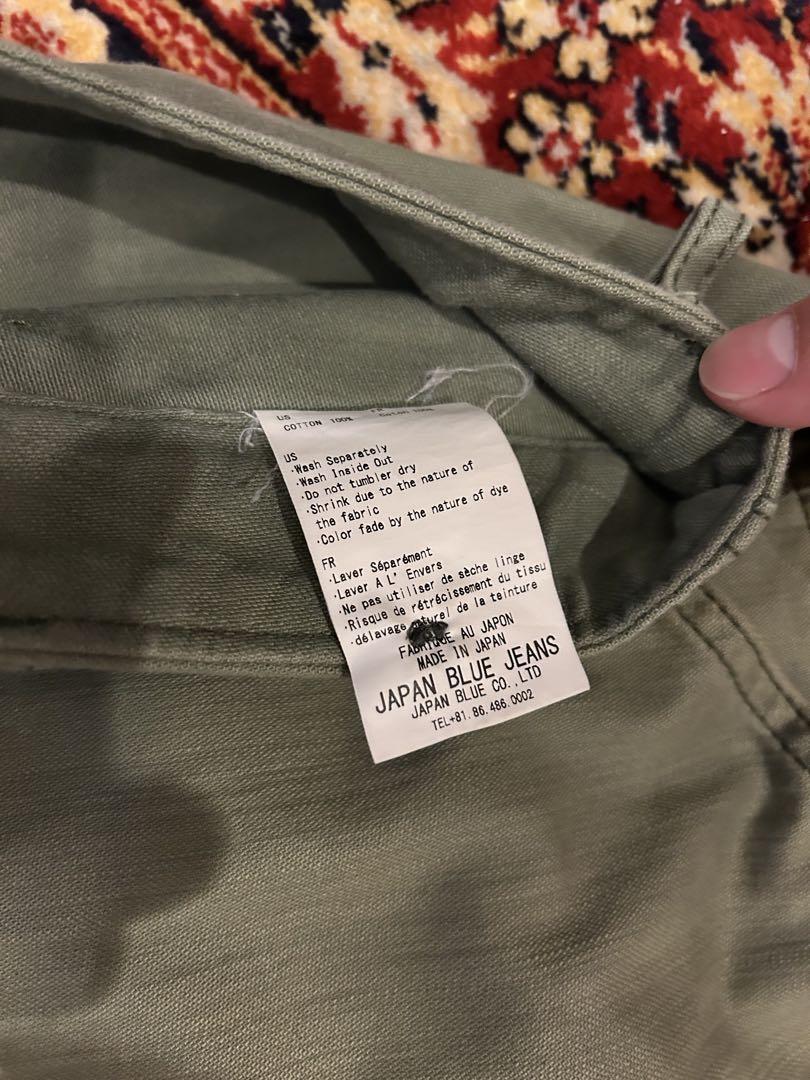 US FR
COTTON 100% Coton 100%
US
·Wash Separately
·Wash Inside Out
·Do not tumbler dry
·Shrink due to the nature of
the fabric
·Color fade by the nature of dye
FR
·Laver Séparément
·Laver A L' Envers
·Ne pas utiliser de sèche linge
·Risque de rétrécissement du tissu
·délavage de la teinture
AU JAPON
MADE IN JAPAN
JAPAN BLUE JEANS
JAPAN BLUE CO.,LTD
TEL+81.86.486.0002